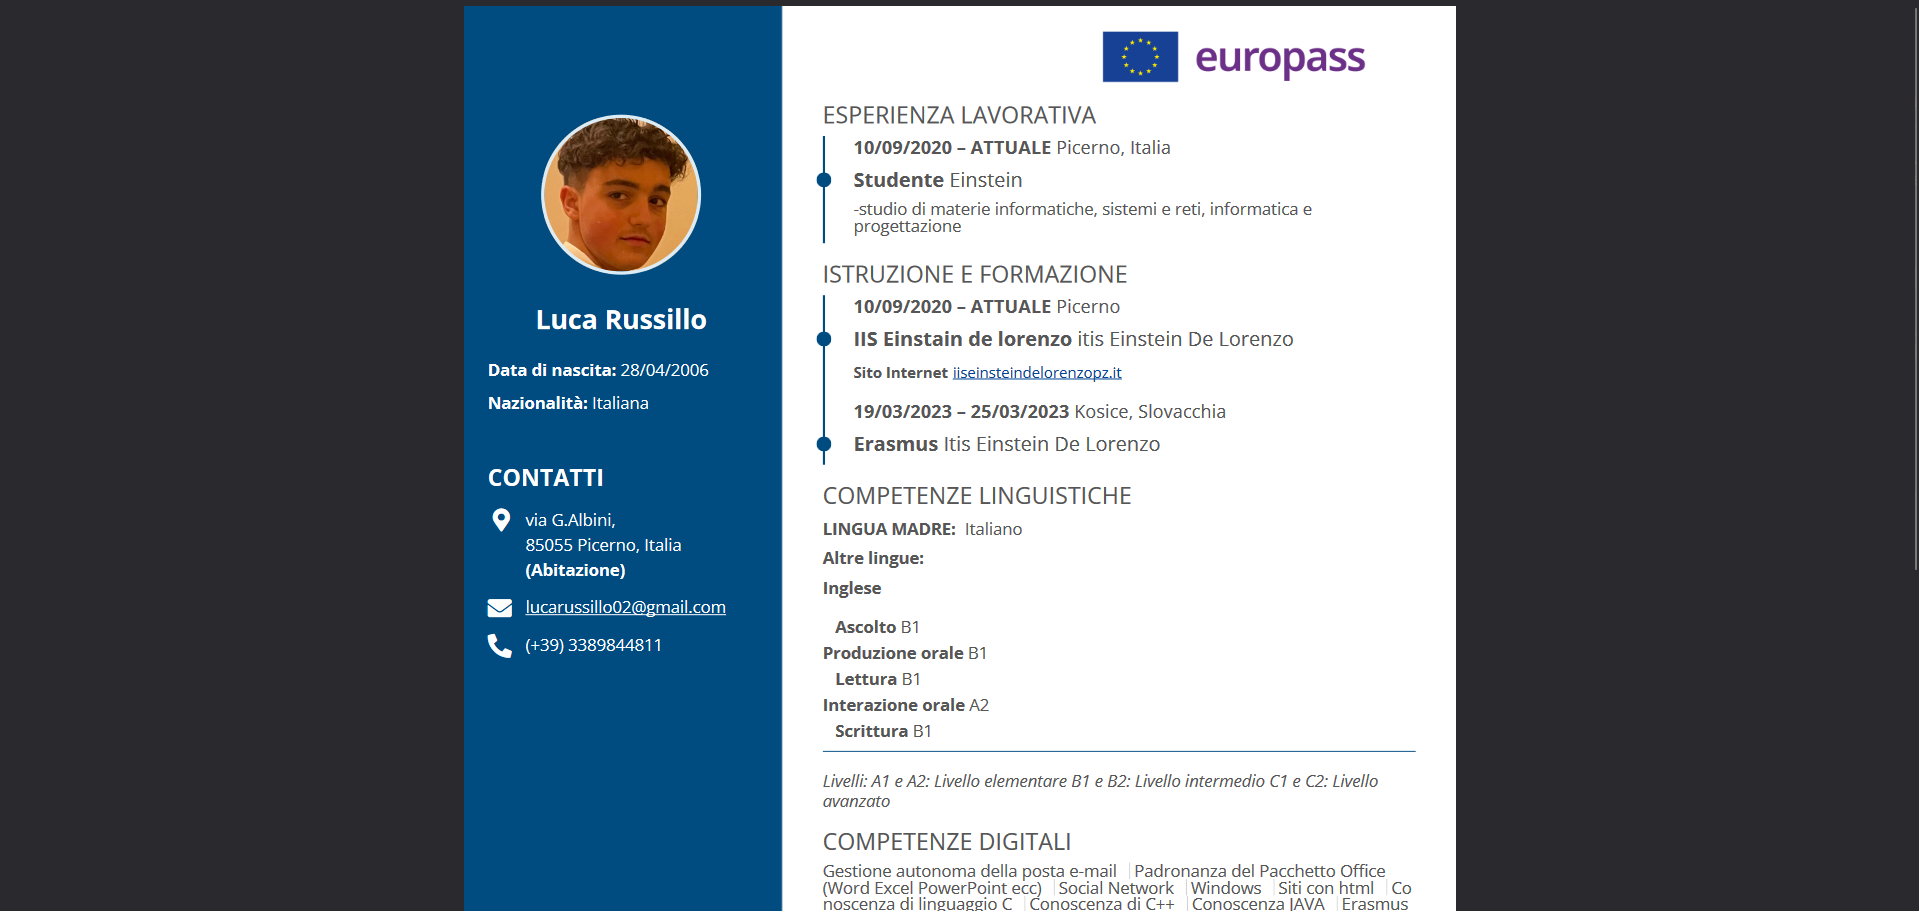 europass
Luca Russillo
Data di nascita: 28/04/2006
Nazionalità: Italiana
CONTATTI
via G.Albini,
85055 Picerno, Italia
(Abitazione)
lucarussillo02@gmail.com
(+39) 3389844811
ESPERIENZA LAVORATIVA
10/09/2020 – ATTUALE Picerno, Italia
Studente Einstein
-studio di materie informatiche, sistemi e reti, informatica e
progettazione
ISTRUZIONE E FORMAZIONE
10/09/2020 – ATTUALE Picerno
IIS Einstain de lorenzo itis Einstein De Lorenzo
Sito Internet iiseinsteindelorenzopz.it
19/03/2023 – 25/03/2023 Kosice, Slovacchia
Erasmus Itis Einstein De Lorenzo
COMPETENZE LINGUISTICHE
LINGUA MADRE: Italiano
Altre lingue:
Inglese
Ascolto B1
Produzione orale B1
Lettura B1
Interazione orale A2
Scrittura B1
Livelli: A1 e A2: Livello elementare B1 e B2: Livello intermedio C1 e C2: Livello
avanzato
COMPETENZE DIGITALI
Gestione autonoma della posta e-mail | Padronanza del Pacchetto Office
(Word Excel PowerPoint ecc) | Social Network | Windows | Siti con html | Co
noscenza di linguaggio C | Conoscenza di C++ | Conoscenza JAVA | Erasmus